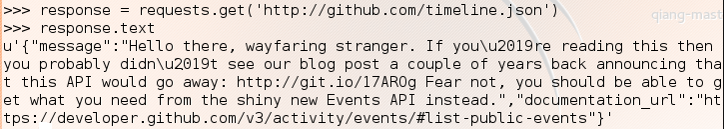 >>> response = requests.get('http://github.com/timeline.json')
qiang-mast
>>> response.text
u'{"message":"Hello there, wayfaring stranger. If you\u2019re reading this then
you probably didn\u2019t see our blog post a couple of years back announcing tha
t this API would go away: http://git.io/17AROg Fear not, you should be able to g
et what you need from the shiny new Events API instead.","documentation_url":"ht
tps://developer.github.com/v3/activity/events/#list-public-events"}'